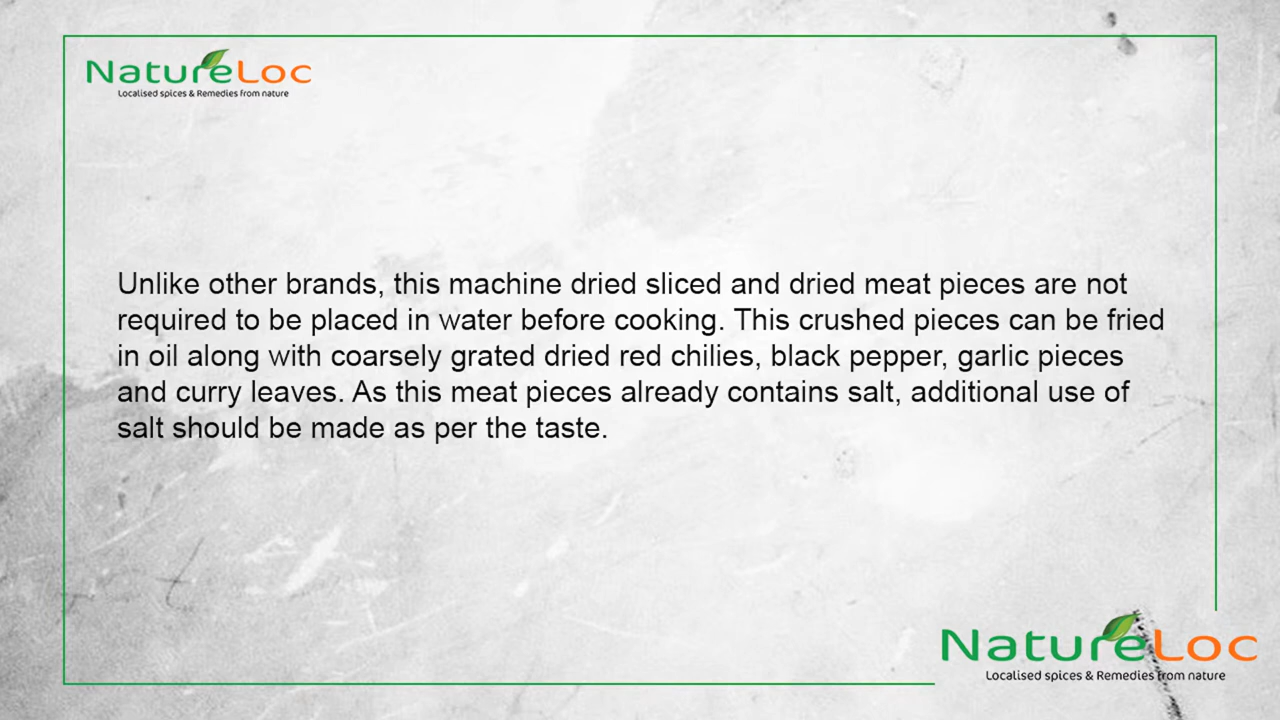 NatureLoc
Localised spices & Remedies from nature
Unlike other brands, this machine dried sliced and dried meat pieces are not
required to be placed in water before cooking. This crushed pieces can be fried
in oil along with coarsely grated dried red chilies, black pepper, garlic pieces
and curry leaves. As this meat pieces already contains salt, additional use of
salt should be made as per the taste.
NatureLoc
Localised spices & Remedies from nature